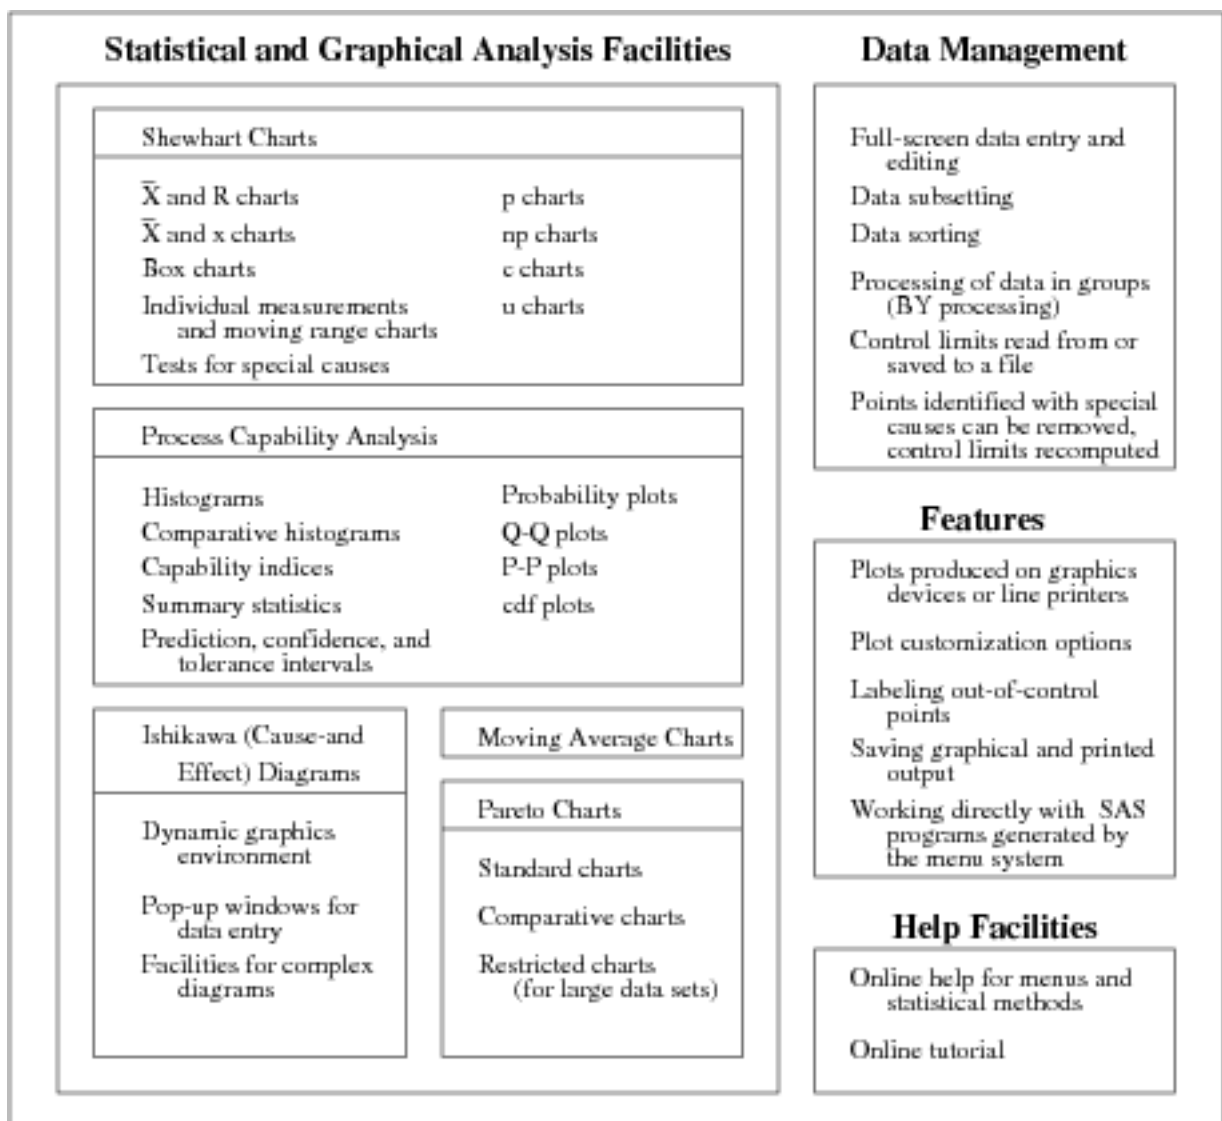 Statistical and Graphical Analysis Facilities
Shewhart Charts
X̅ and R charts
X̅ and x charts
Box charts
Individual measurements
and moving range charts
Tests for special causes
p charts
np charts
c charts
u charts
Process Capability Analysis
Histograms
Comparative histograms
Capability indices
Summary statistics
Prediction, confidence, and
tolerance intervals
Probability plots
Q-Q plots
P-P plots
cdf plots
Ishikawa (Cause-and
Effect) Diagrams
Dynamic graphics
environment
Pop-up windows for
data entry
Facilities for complex
diagrams
Moving Average Charts
Pareto Charts
Standard charts
Comparative charts
Restricted charts
(for large data sets)
Data Management
Full-screen data entry and
editing
Data subsetting
Data sorting
Processing of data in groups
(BY processing)
Control limits read from or
saved to a file
Points identified with special
causes can be removed,
control limits recomputed
Features
Plots produced on graphics
devices or line printers
Plot customization options
Labeling out-of-control
points
Saving graphical and printed
output
Working directly with SAS
programs generated by
the menu system
Help Facilities
Online help for menus and
statistical methods
Online tutorial